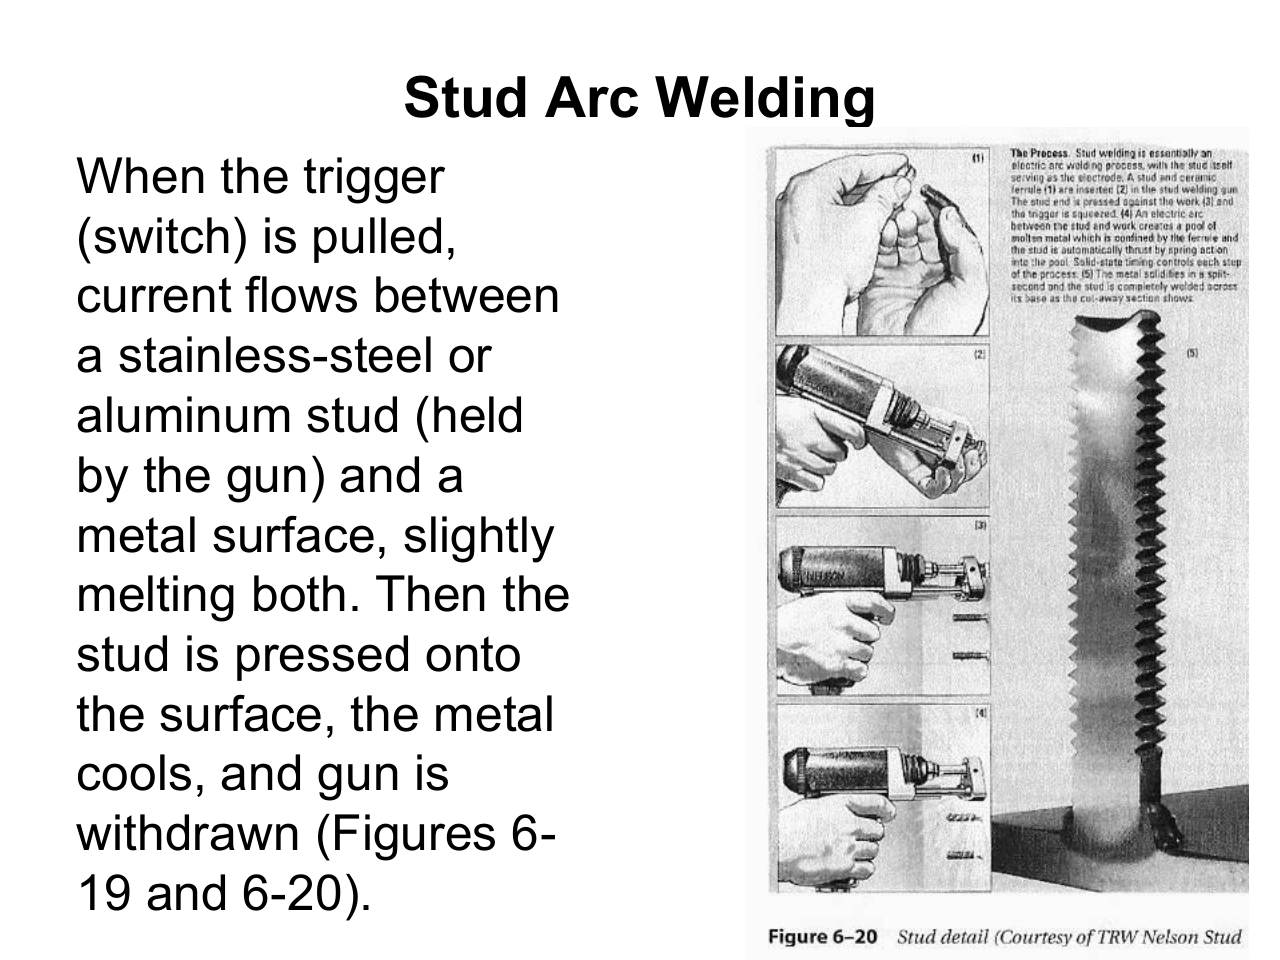 Stud Arc Welding
When the trigger
(switch) is pulled,
current flows between
a stainless-steel or
aluminum stud (held
by the gun) and a
metal surface, slightly
melting both. Then the
stud is pressed onto
the surface, the metal
cools, and gun is
withdrawn (Figures 6-
19 and 6-20).
(1)
The Process. Stud welding is essentially an
electric arc welding process, with the stud itself
serving as the electrode. A stud and ceramic
ferrule (1) are inserted (2) in the stud welding gun.
The stud end is pressed against the work (3) and
the trigger is squeezed. (4) An electric arc
between the stud and work creates a pool of
molten metal which is confined by the ferrule and
the stud is automatically thrust by spring action
into the pool. Solid-state timing controls each step
of the process. (5) The metal solidifies in a split-
second and the stud is completely welded across
its base as the cut-away section shows.
(2)
(5)
(3)
NELSON
(4)
Figure 6–20 Stud detail (Courtesy of TRW Nelson Stud